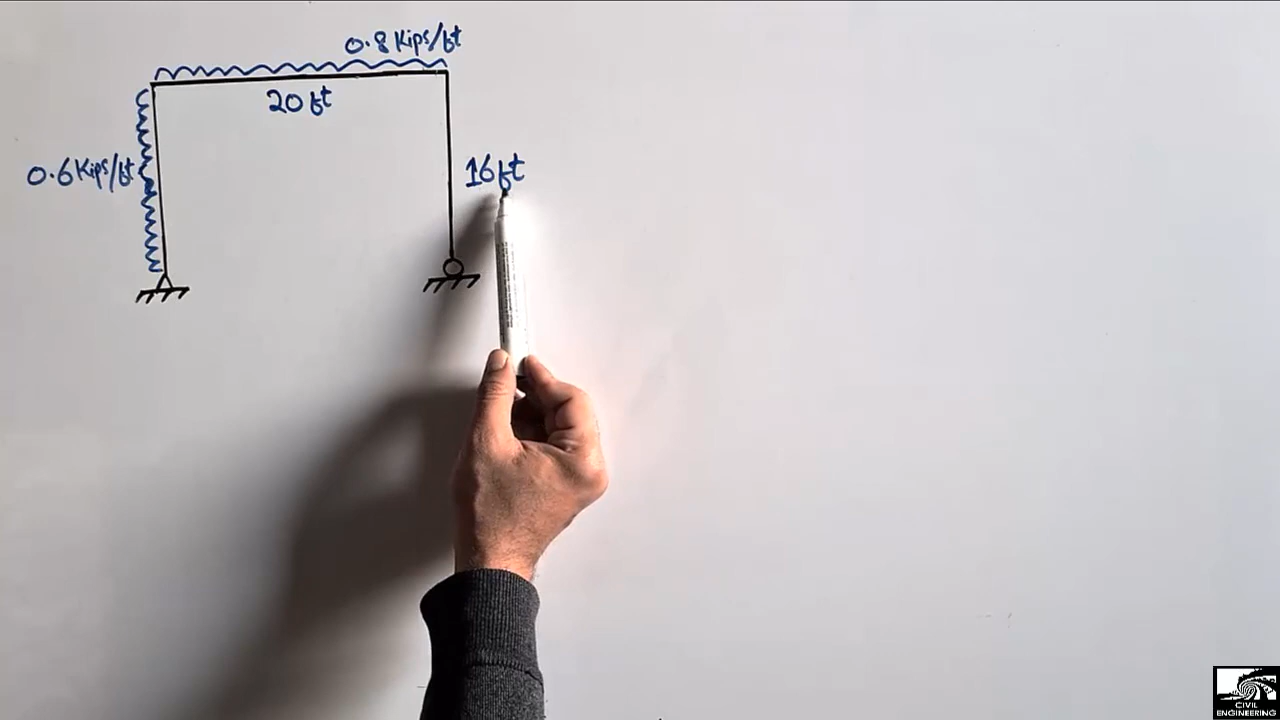 0.8 Kips/ft
20 ft
0.6 Kips/ft
16 ft
CIVIL
ENGINEERING